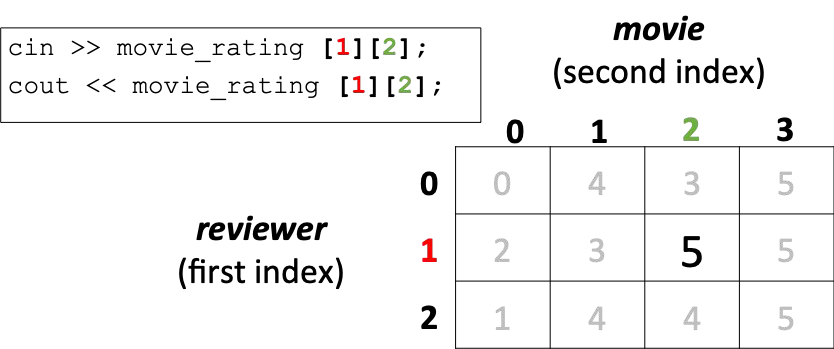 cin >> movie_rating [1][2];
cout << movie_rating [1][2];
movie
(second index)
0 1 2 3
0 0 4 3 5
reviewer
(first index)
1 2 3 5 5
2 1 4 4 5